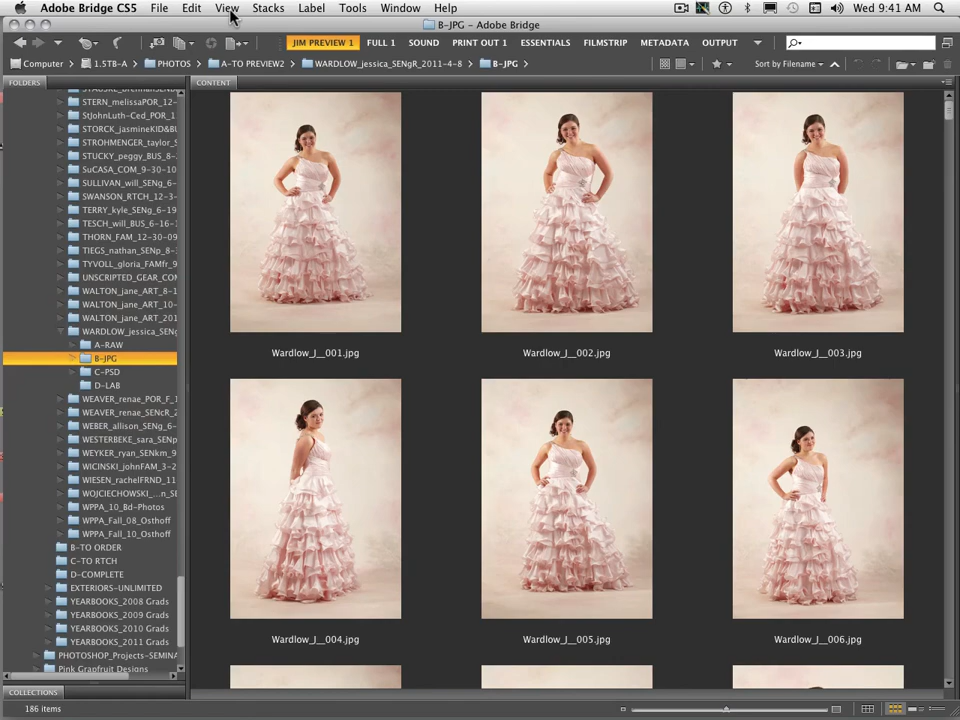 Adobe Bridge CS5 File Edit View Stacks Label Tools Window Help Wed 9:41 AM
B-JPG – Adobe Bridge
JIM PREVIEW 1 FULL 1 SOUND PRINT OUT 1 ESSENTIALS FILMSTRIP METADATA OUTPUT
Computer 1.5TB-A PHOTOS A-TO PREVIEW2 WARDLOW_jessica_SENgR_2011-4-8 B-JPG Sort by Filename
FOLDERS
CONTENT
STERN_melissaPOR_12-
StJohnLuth-Ced_POR_1
STORCK_jasmineKID&BU
STROHMENGER_taylor_S
STUCKY_peggy_BUS_8-
SuCASA_COM_9-30-10
SULLIVAN_will_SENg_6-
SWANSON_RTCH_12-3-
TERRY_kyle_SENg_6-19
TESCH_will_BUS_6-16-1
THORN_FAM_12-30-09
TIEGS_nathan_SENp_8-3
TYVOLL_gloria_FAMfr_9
UNSCRIPTED_GEAR_COM
WALTON_jane_ART_8-1
WALTON_jane_ART_10-
WALTON_jane_ART_201
WARDLOW_jessica_SENg
A-RAW
B-JPG
C-PSD
D-LAB
WEAVER_renae_POR_F_1
WEAVER_renae_SENcR_2
WEBER_allison_SENg_6-
WESTERBEKE_sara_SENp
WEYKER_ryan_SENkm_9
WICINSKI_johnFAM_3-2
WIESEN_rachelFRND_11
WOJCIECHOWSKI_...n_SE
WPPA_10_Bd-Photos
WPPA_Fall_08_Osthoff
WPPA_Fall_10_Osthoff
B-TO ORDER
C-TO RTCH
D-COMPLETE
EXTERIORS-UNLIMITED
YEARBOOKS_2008 Grads
YEARBOOKS_2009 Grads
YEARBOOKS_2010 Grads
YEARBOOKS_2011 Grads
PHOTOSHOP_Projects-SEMINA
Pink Grapfruit Designs
COLLECTIONS
186 items
Wardlow_J__001.jpg
Wardlow_J__002.jpg
Wardlow_J__003.jpg
Wardlow_J__004.jpg
Wardlow_J__005.jpg
Wardlow_J__006.jpg